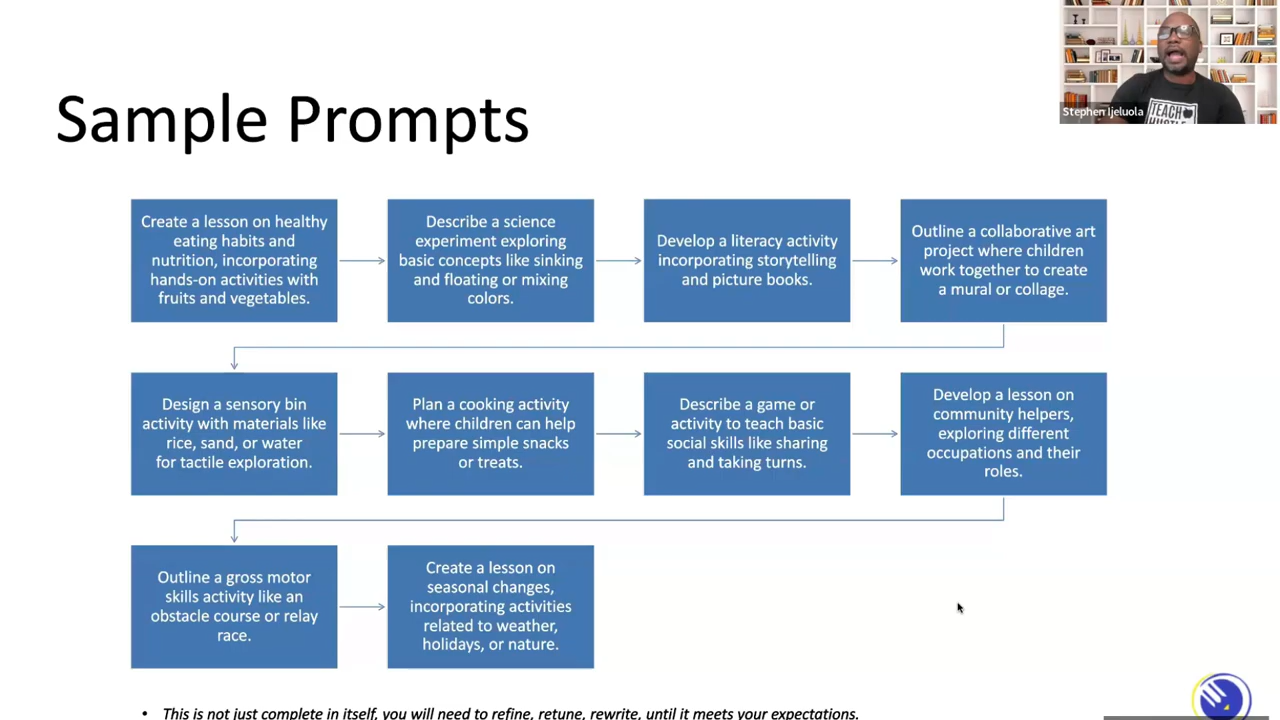 Stephen Ijeluola
TEACH
HUSTLE
Sample Prompts
Create a lesson on healthy
eating habits and
nutrition, incorporating
hands-on activities with
fruits and vegetables.
Describe a science
experiment exploring
basic concepts like sinking
and floating or mixing
colors.
Develop a literacy activity
incorporating storytelling
and picture books.
Outline a collaborative art
project where children
work together to create
a mural or collage.
Design a sensory bin
activity with materials like
rice, sand, or water
for tactile exploration.
Plan a cooking activity
where children can help
prepare simple snacks
or treats.
Describe a game or
activity to teach basic
social skills like sharing
and taking turns.
Develop a lesson on
community helpers,
exploring different
occupations and their
roles.
Outline a gross motor
skills activity like an
obstacle course or relay
race.
Create a lesson on
seasonal changes,
incorporating activities
related to weather,
holidays, or nature.
• This is not just complete in itself, you will need to refine, retune, rewrite, until it meets your expectations.